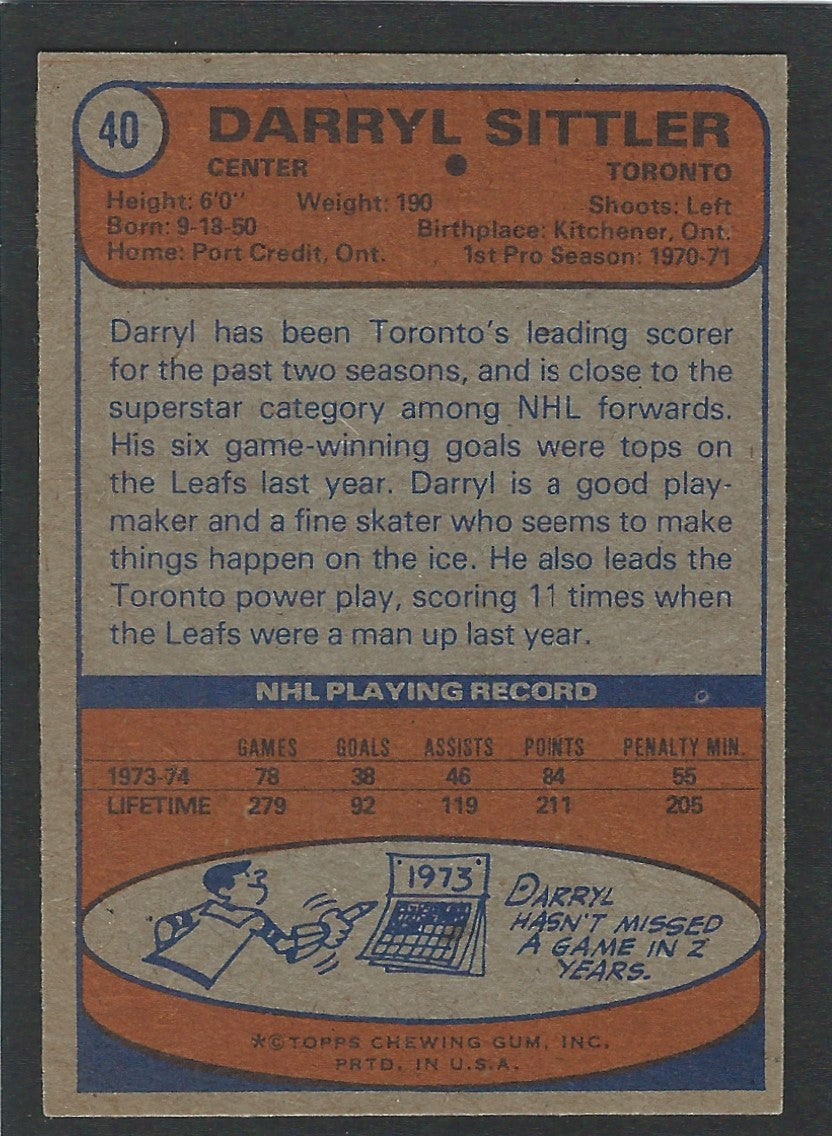 40
DARRYL SITTLER
CENTER ● TORONTO
Height: 6'0" Weight: 190 Shoots: Left
Born: 9-18-50 Birthplace: Kitchener, Ont.
Home: Port Credit, Ont. 1st Pro Season: 1970-71
Darryl has been Toronto's leading scorer
for the past two seasons, and is close to the
superstar category among NHL forwards.
His six game-winning goals were tops on
the Leafs last year. Darryl is a good play-
maker and a fine skater who seems to make
things happen on the ice. He also leads the
Toronto power play, scoring 11 times when
the Leafs were a man up last year.
NHL PLAYING RECORD
GAMES GOALS ASSISTS POINTS PENALTY MIN.
1973-74 78 38 46 84 55
LIFETIME 279 92 119 211 205
1973
DARRYL
HASN'T MISSED
A GAME IN 2
YEARS.
*©TOPPS CHEWING GUM, INC.
PRTD. IN U.S.A.